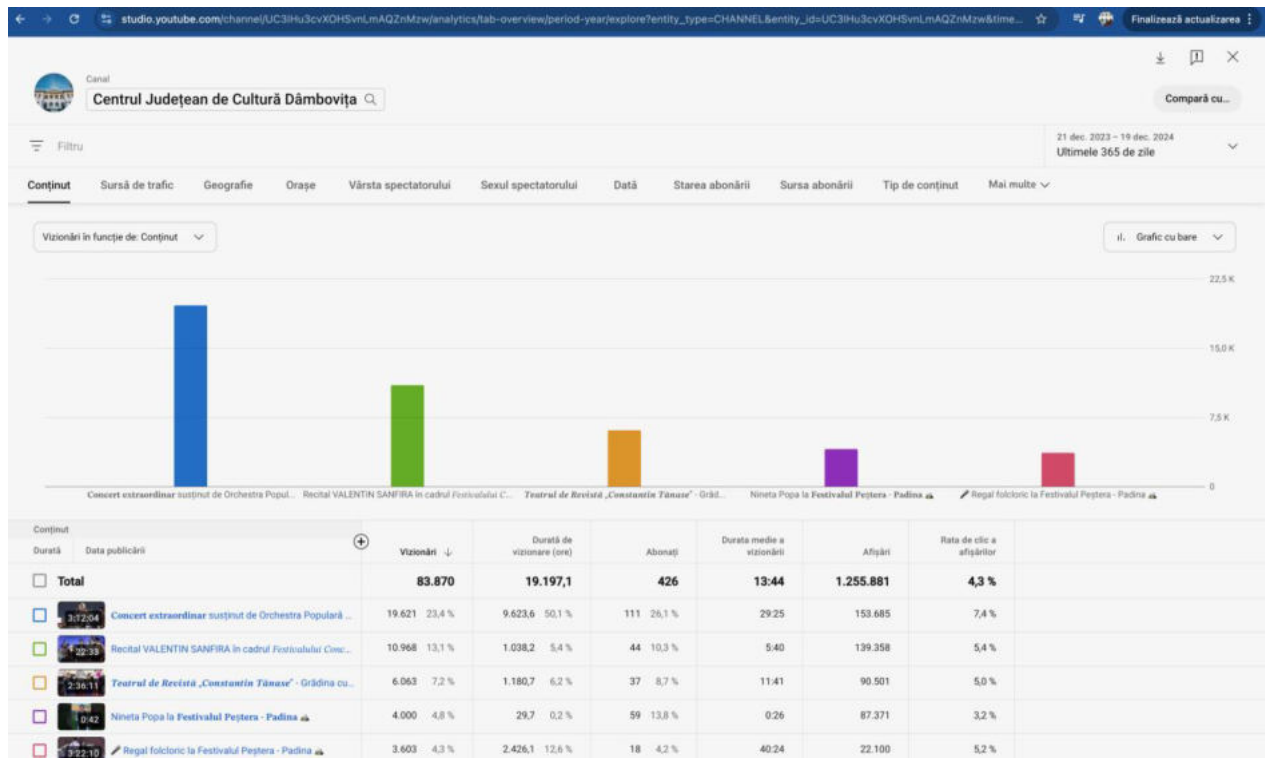 studio.youtube.com/channel/UC3iHu3cvXOHSvnLmAQZnMzw/analytics/tab-overview/period-year/explore?entity_type=CHANNEL&entity_id=UC3iHu3cvXOHSvnLmAQZnMzw&time...
Finalizează actualizarea
Canal
Centrul Județean de Cultură Dâmbovița
Compară cu...
Filtru
21 dec. 2023 – 19 dec. 2024
Ultimele 365 de zile
Conținut Sursă de trafic Geografie Orașe Vârsta spectatorului Sexul spectatorului Dată Starea abonării Sursa abonării Tip de conținut Mai multe
Vizionări în funcție de: Conținut
Grafic cu bare
22,5 K
15,0 K
7,5 K
0
Concert extraordinar susținut de Orchestra Popul... Recital VALENTIN SANFIRA în cadrul Festivalului C... Teatrul de Revistă „Constantin Tănase" - Grăd... Nineta Popa la Festivalul Peștera - Padina 🏔 🎤 Regal folcloric la Festivalul Peștera - Padina 🏔
Conținut
Durată Data publicării Vizionări ↓ Durată de vizionare (ore) Abonați Durata medie a vizionării Afișări Rata de clic a afișărilor
Total 83.870 19.197,1 426 13:44 1.255.881 4,3 %
3:12:04 Concert extraordinar susținut de Orchestra Populară ... 19.621 23,4 % 9.623,6 50,1 % 111 26,1 % 29:25 153.685 7,4 %
22:33 Recital VALENTIN SANFIRA în cadrul Festivalului Conc... 10.968 13,1 % 1.038,2 5,4 % 44 10,3 % 5:40 139.358 5,4 %
2:36:11 Teatrul de Revistă „Constantin Tănase" - Grădina cu... 6.063 7,2 % 1.180,7 6,2 % 37 8,7 % 11:41 90.501 5,0 %
0:42 Nineta Popa la Festivalul Peștera - Padina 🏔 4.000 4,8 % 29,7 0,2 % 59 13,8 % 0:26 87.371 3,2 %
3:22:10 🎤 Regal folcloric la Festivalul Peștera - Padina 🏔 3.603 4,3 % 2.426,1 12,6 % 18 4,2 % 40:24 22.100 5,2 %